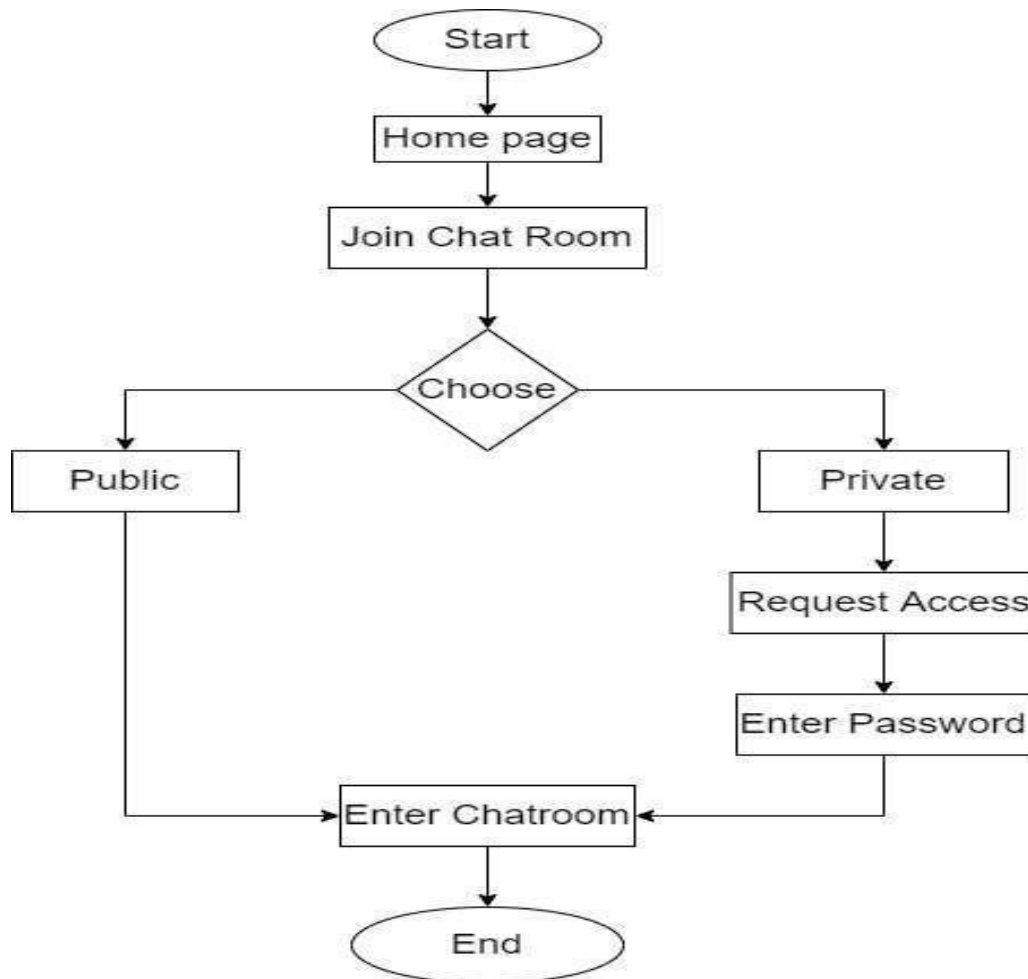 Start
Home page
Join Chat Room
Choose
Public
Private
Request Access
Enter Password
Enter Chatroom
End